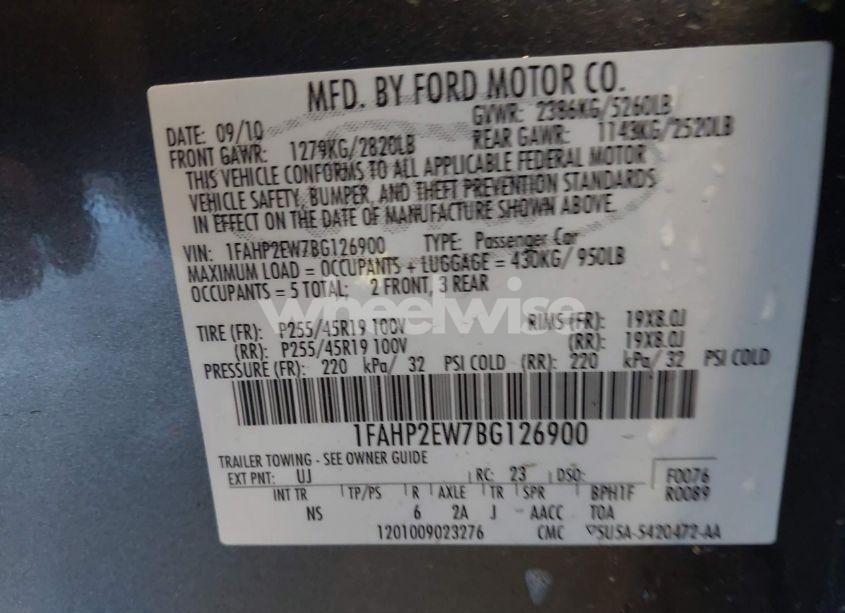 MFD. BY FORD MOTOR CO.
DATE: 09/10 GVWR: 2386KG/5260LB
FRONT GAWR: 1279KG/2820LB REAR GAWR: 1143KG/2520LB
THIS VEHICLE CONFORMS TO ALL APPLICABLE FEDERAL MOTOR
VEHICLE SAFETY, BUMPER, AND THEFT PREVENTION STANDARDS
IN EFFECT ON THE DATE OF MANUFACTURE SHOWN ABOVE.
VIN: 1FAHP2EW7BG126900 TYPE: Passenger Car
MAXIMUM LOAD = OCCUPANTS + LUGGAGE = 430KG/ 950LB
OCCUPANTS = 5 TOTAL; 2 FRONT, 3 REAR
wheelwise
TIRE (FR): P255/45R19 100V RIMS (FR): 19X8.0J
(RR): P255/45R19 100V (RR): 19X8.0J
PRESSURE (FR): 220 kPa/ 32 PSI COLD (RR): 220 kPa/ 32 PSI COLD
1FAHP2EW7BG126900
TRAILER TOWING - SEE OWNER GUIDE
EXT PNT: UJ RC: 23 DSO: F0076
INT TR TP/PS R AXLE TR SPR BPH1F R0089
NS 6 2A J AACC TOA
1201009023276 CMC 5U5A-5420472-AA